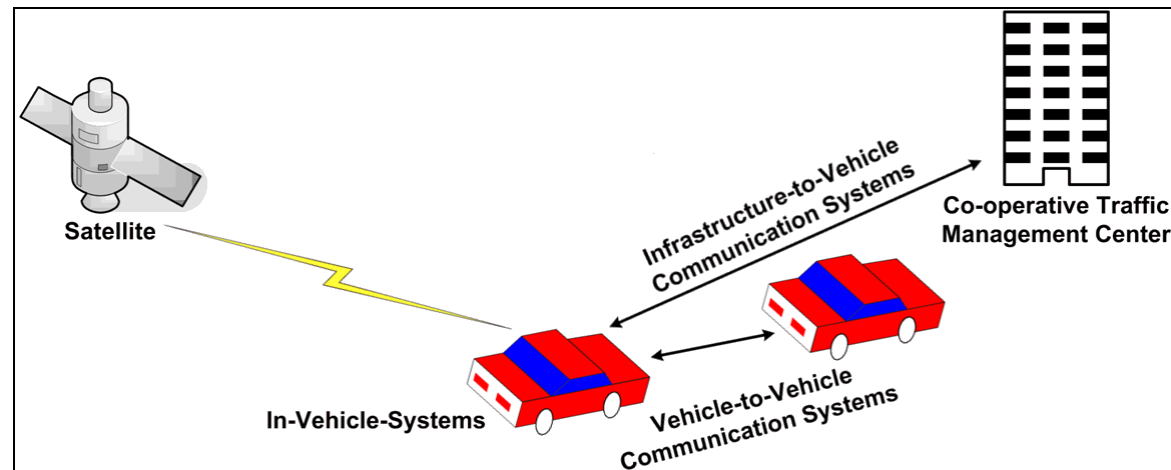 Satellite
Infrastructure-to-Vehicle
Communication Systems
Co-operative Traffic
Management Center
In-Vehicle-Systems
Vehicle-to-Vehicle
Communication Systems